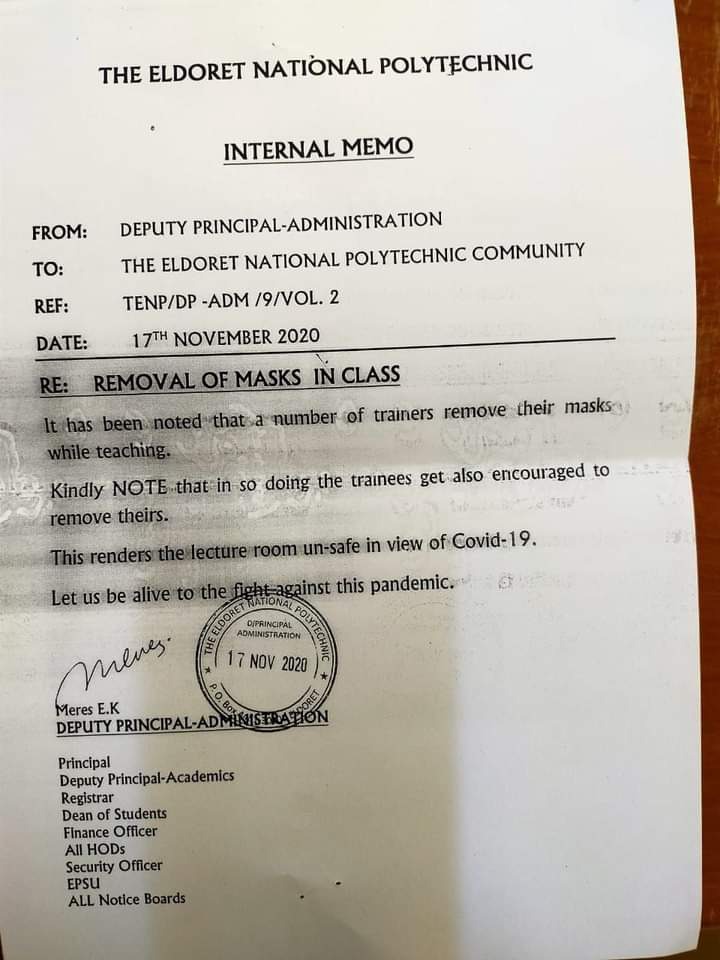 THE ELDORET NATIONAL POLYTECHNIC
INTERNAL MEMO
FROM: DEPUTY PRINCIPAL-ADMINISTRATION
TO: THE ELDORET NATIONAL POLYTECHNIC COMMUNITY
REF: TENP/DP -ADM /9/VOL. 2
DATE: 17TH NOVEMBER 2020
RE: REMOVAL OF MASKS IN CLASS
It has been noted that a number of trainers remove their masks
while teaching.
Kindly NOTE that in so doing the trainees get also encouraged to
remove theirs.
This renders the lecture room un-safe in view of Covid-19.
Let us be alive to the fight against this pandemic.
THE ELDORET NATIONAL POLYTECHNIC
D/PRINCIPAL
ADMINISTRATION
17 NOV 2020
P. O. Box
Meres
Meres E.K
DEPUTY PRINCIPAL-ADMINISTRATION
Principal
Deputy Principal-Academics
Registrar
Dean of Students
Finance Officer
All HODs
Security Officer
EPSU
ALL Notice Boards